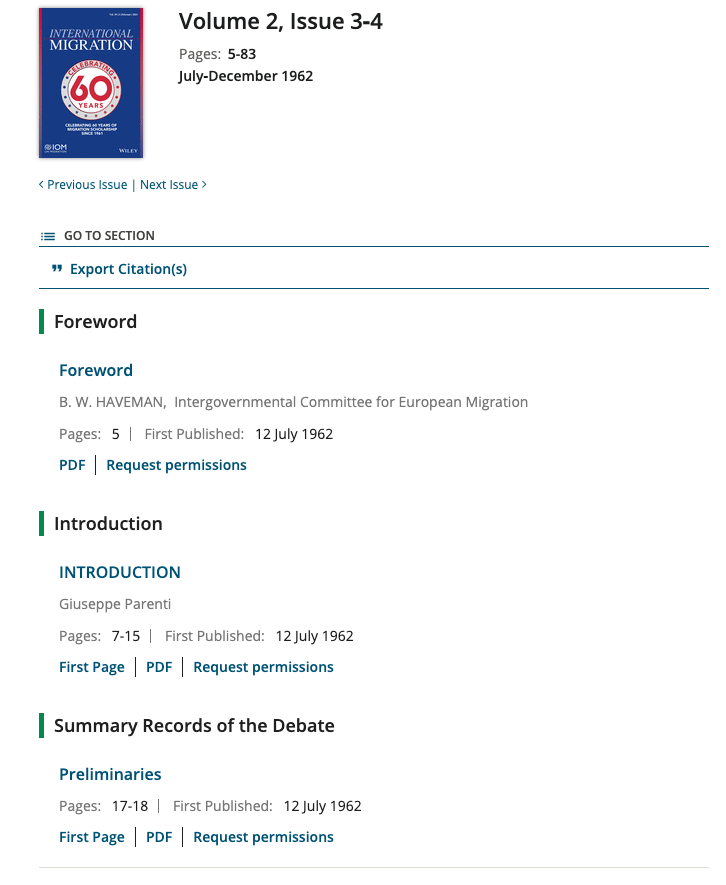 INTERNATIONAL
MIGRATION
CELEBRATING
60
YEARS
CELEBRATING 60 YEARS OF
MIGRATION SCHOLARSHIP
SINCE 1961
IOM
WILEY
Volume 2, Issue 3-4
Pages: 5-83
July-December 1962
< Previous Issue | Next Issue >
GO TO SECTION
Export Citation(s)
Foreword
Foreword
B. W. HAVEMAN, Intergovernmental Committee for European Migration
Pages: 5 | First Published: 12 July 1962
PDF | Request permissions
Introduction
INTRODUCTION
Giuseppe Parenti
Pages: 7-15 | First Published: 12 July 1962
First Page | PDF | Request permissions
Summary Records of the Debate
Preliminaries
Pages: 17-18 | First Published: 12 July 1962
First Page | PDF | Request permissions